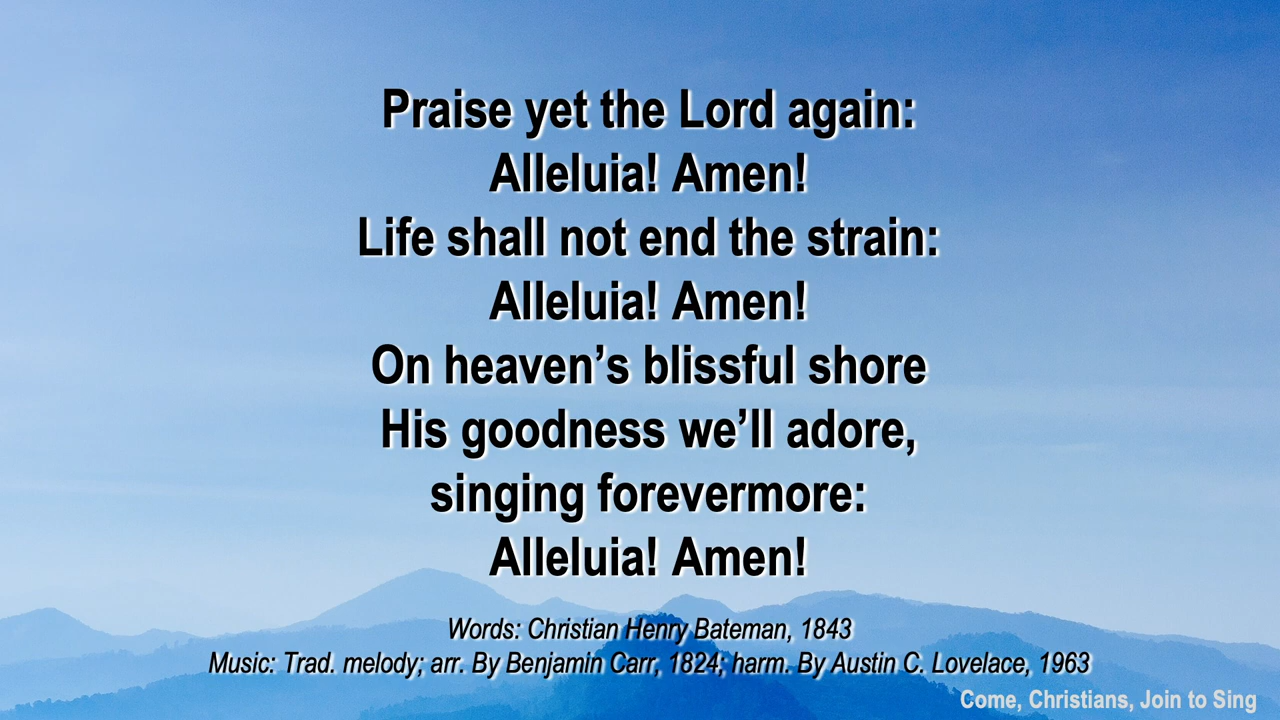 Praise yet the Lord again:
Alleluia! Amen!
Life shall not end the strain:
Alleluia! Amen!
On heaven’s blissful shore
His goodness we’ll adore,
singing forevermore:
Alleluia! Amen!
Words: Christian Henry Bateman, 1843
Music: Trad. melody; arr. By Benjamin Carr, 1824; harm. By Austin C. Lovelace, 1963
Come, Christians, Join to Sing